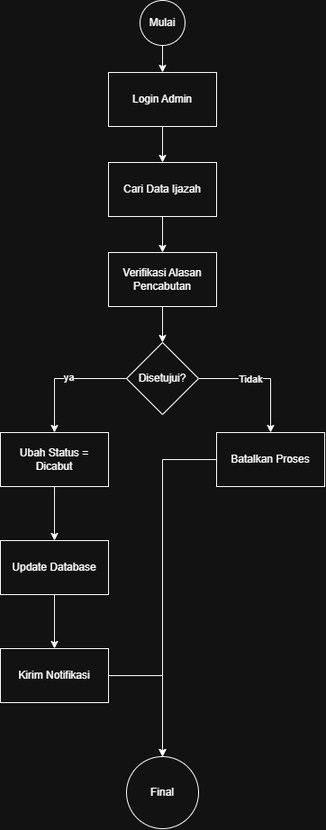 Mulai
Login Admin
Cari Data Ijazah
Verifikasi Alasan
Pencabutan
Disetujui?
ya
Tidak
Ubah Status =
Dicabut
Batalkan Proses
Update Database
Kirim Notifikasi
Final